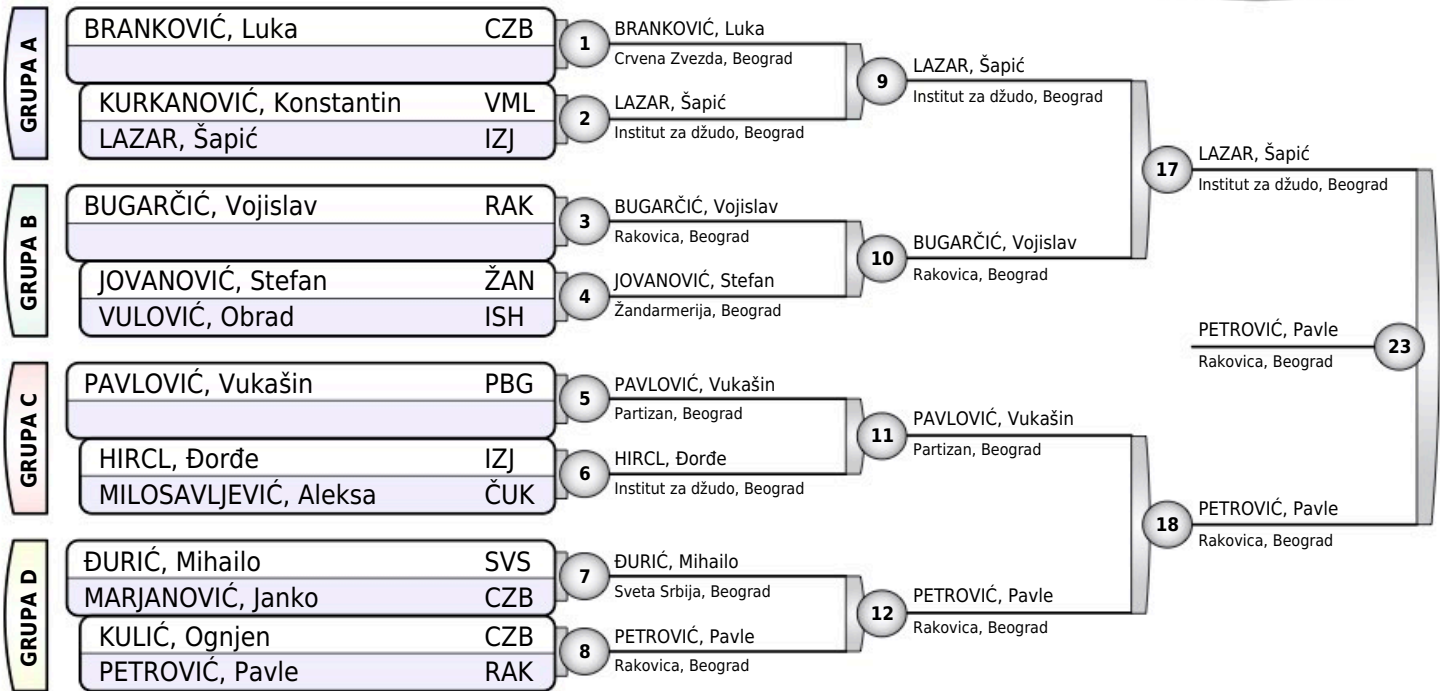 GRUPA A
BRANKOVIĆ, Luka CZB
KURKANOVIĆ, Konstantin VML
LAZAR, Šapić IZJ
GRUPA B
BUGARČIĆ, Vojislav RAK
JOVANOVIĆ, Stefan ŽAN
VULOVIĆ, Obrad ISH
GRUPA C
PAVLOVIĆ, Vukašin PBG
HIRCL, Đorđe IZJ
MILOSAVLJEVIĆ, Aleksa ČUK
GRUPA D
ĐURIĆ, Mihailo SVS
MARJANOVIĆ, Janko CZB
KULIĆ, Ognjen CZB
PETROVIĆ, Pavle RAK
1
BRANKOVIĆ, Luka
Crvena Zvezda, Beograd
2
LAZAR, Šapić
Institut za džudo, Beograd
3
BUGARČIĆ, Vojislav
Rakovica, Beograd
4
JOVANOVIĆ, Stefan
Žandarmerija, Beograd
5
PAVLOVIĆ, Vukašin
Partizan, Beograd
6
HIRCL, Đorđe
Institut za džudo, Beograd
7
ĐURIĆ, Mihailo
Sveta Srbija, Beograd
8
PETROVIĆ, Pavle
Rakovica, Beograd
9
LAZAR, Šapić
Institut za džudo, Beograd
10
BUGARČIĆ, Vojislav
Rakovica, Beograd
11
PAVLOVIĆ, Vukašin
Partizan, Beograd
12
PETROVIĆ, Pavle
Rakovica, Beograd
17
LAZAR, Šapić
Institut za džudo, Beograd
18
PETROVIĆ, Pavle
Rakovica, Beograd
PETROVIĆ, Pavle
Rakovica, Beograd
23